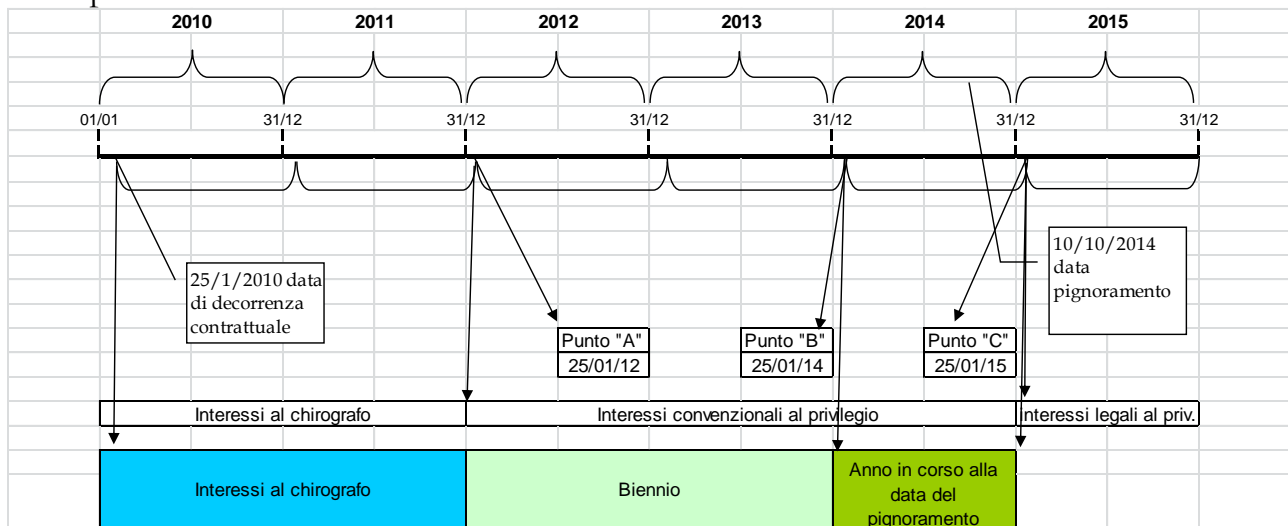 2010 2011 2012 2013 2014 2015
01/01 31/12 31/12 31/12 31/12 31/12 31/12
25/1/2010 data
di decorrenza
contrattuale
10/10/2014
data
pignoramento
Punto "A" Punto "B" Punto "C"
25/01/12 25/01/14 25/01/15
Interessi al chirografo Interessi convenzionali al privilegio interessi legali al priv.
Interessi al chirografo Biennio
Anno in corso alla
data del
pignoramento